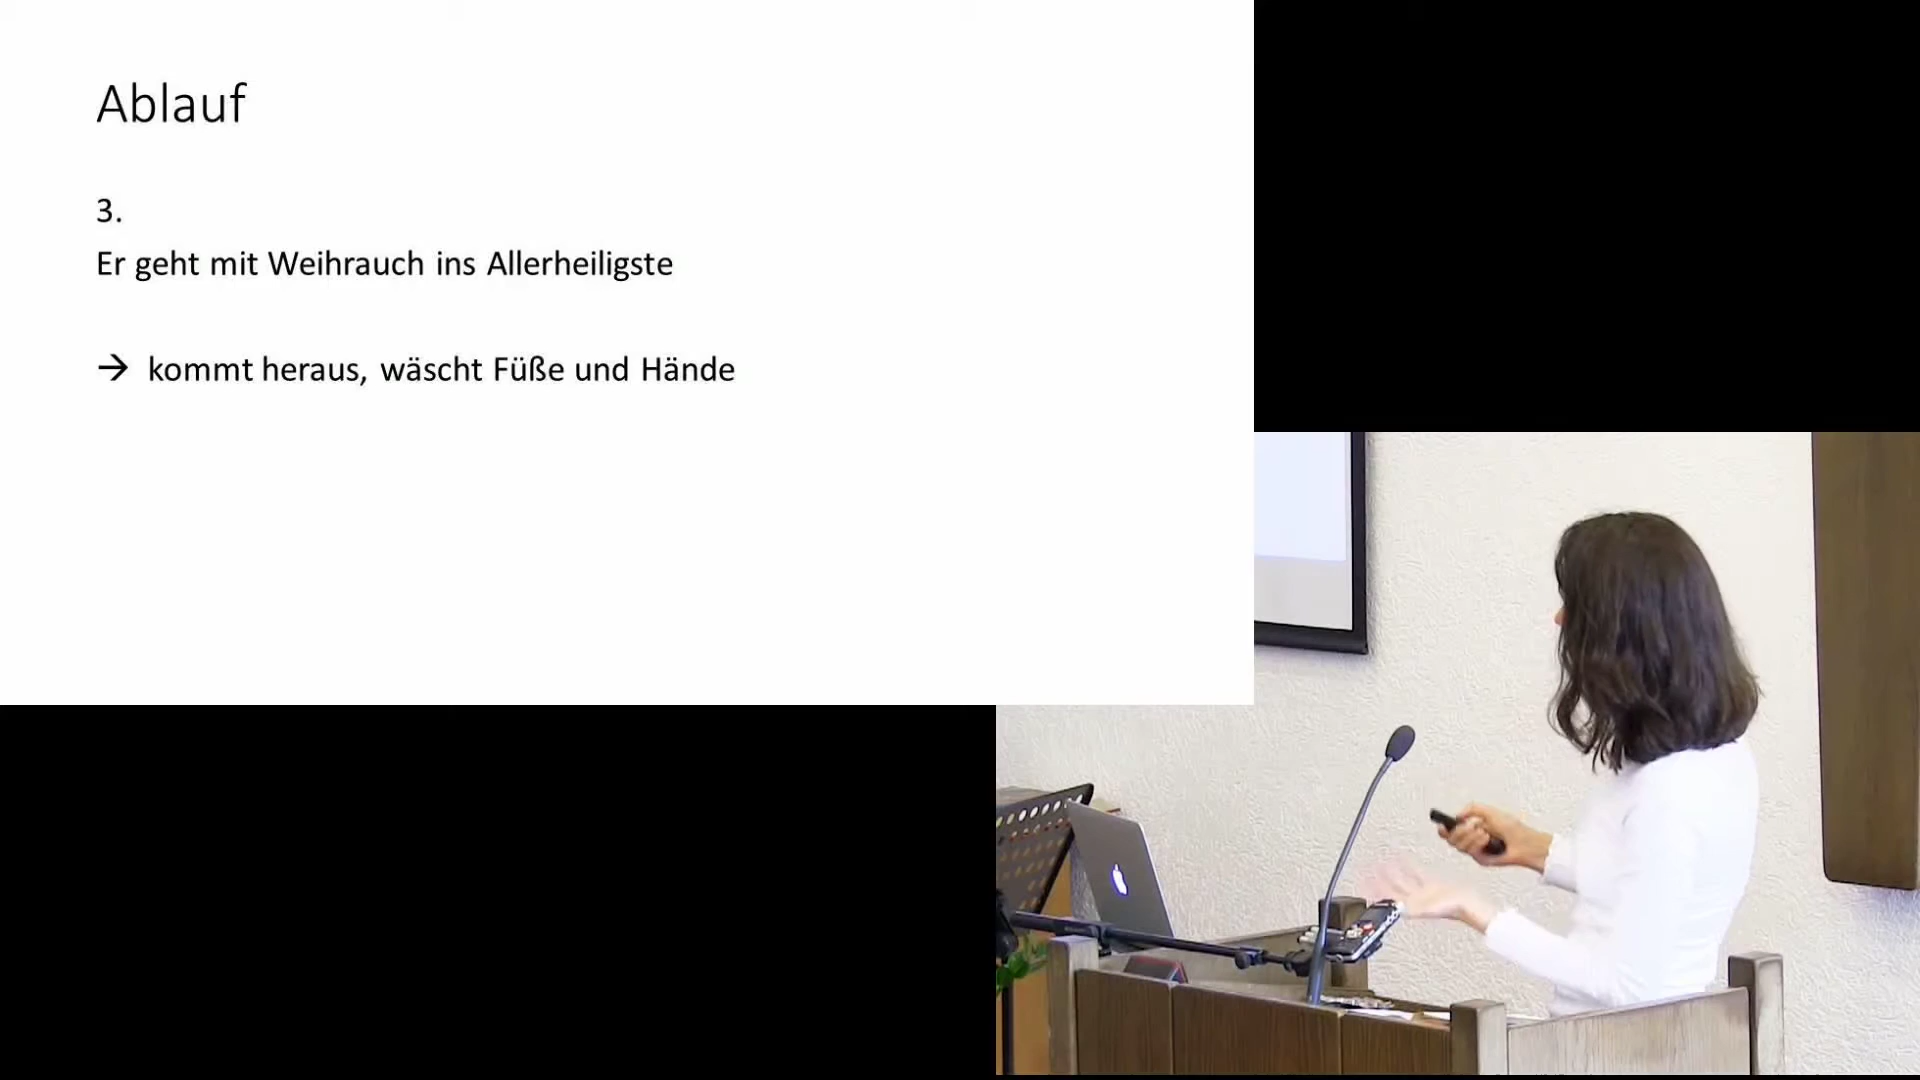 Ablauf
3.
Er geht mit Weihrauch ins Allerheiligste
→ kommt heraus, wäscht Füße und Hände